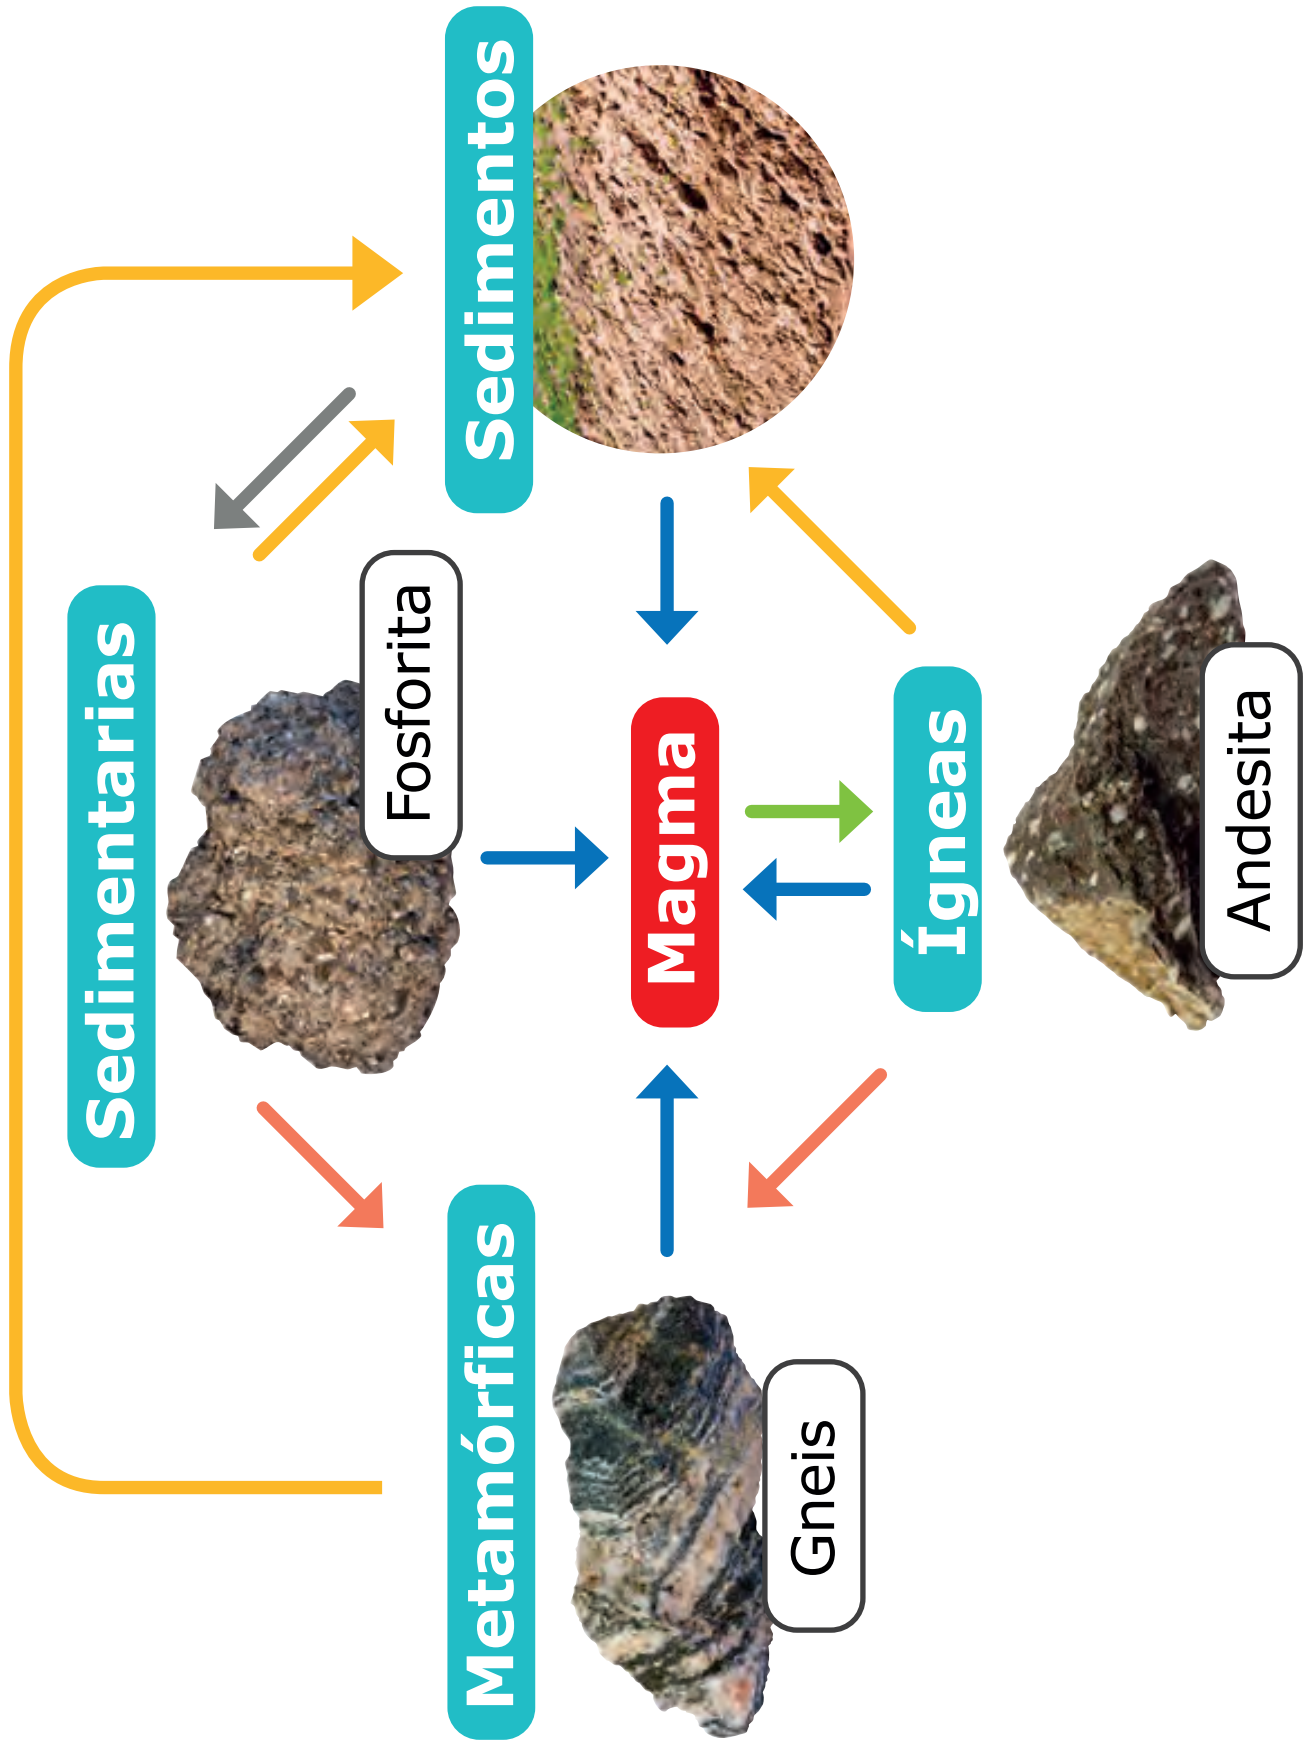 Sedimentarias
Fosforita
Metamórficas
Gneis
Magma
Sedimentos
Ígneas
Andesita